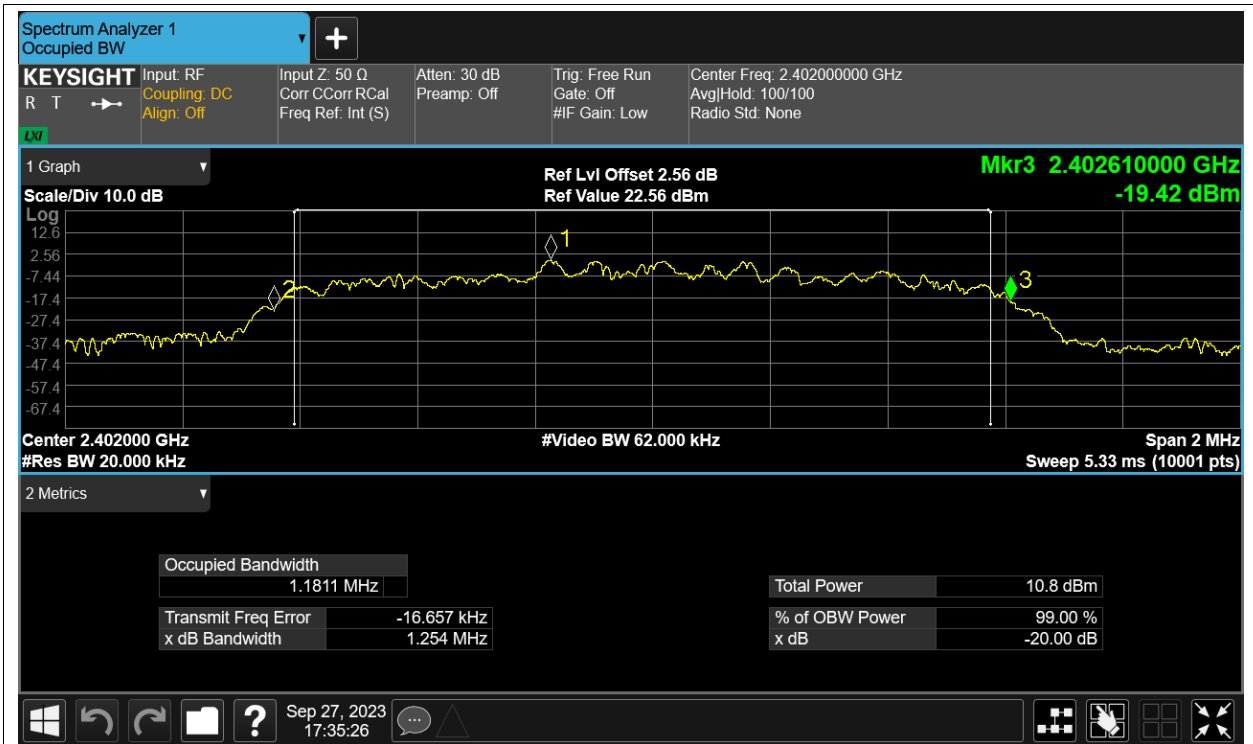 Spectrum Analyzer 1
Occupied BW
KEYSIGHT
R T
LXI
Input: RF
Coupling: DC
Align: Off
Input Z: 50 Ω
Corr CCorr RCal
Freq Ref: Int (S)
Atten: 30 dB
Preamp: Off
Trig: Free Run
Gate: Off
#IF Gain: Low
Center Freq: 2.402000000 GHz
Avg|Hold: 100/100
Radio Std: None
1 Graph
Scale/Div 10.0 dB
Ref Lvl Offset 2.56 dB
Ref Value 22.56 dBm
Mkr3 2.402610000 GHz
-19.42 dBm
Log
12.6
2.56
-7.44
-17.4
-27.4
-37.4
-47.4
-57.4
-67.4
1
2
3
Center 2.402000 GHz
#Res BW 20.000 kHz
#Video BW 62.000 kHz
Span 2 MHz
Sweep 5.33 ms (10001 pts)
2 Metrics
Occupied Bandwidth
1.1811 MHz
Transmit Freq Error -16.657 kHz
x dB Bandwidth 1.254 MHz
Total Power 10.8 dBm
% of OBW Power 99.00 %
x dB -20.00 dB
?
Sep 27, 2023
17:35:26